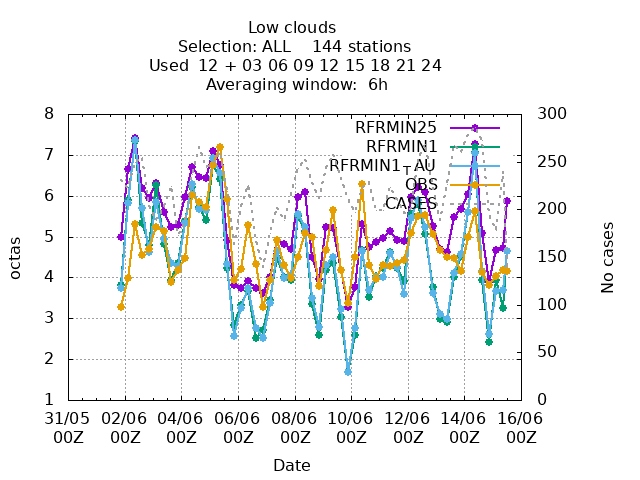 Low clouds
Selection: ALL    144 stations
Used  12 + 03 06 09 12 15 18 21 24
Averaging window:  6h
8
7
6
5
4
3
2
1
octas
300
250
200
150
100
50
0
No cases
RFRMIN25
RFRMIN1
RFRMIN1_AU
OBS
CASES
31/05 02/06 04/06 06/06 08/06 10/06 12/06 14/06 16/06
00Z 00Z 00Z 00Z 00Z 00Z 00Z 00Z 00Z
Date